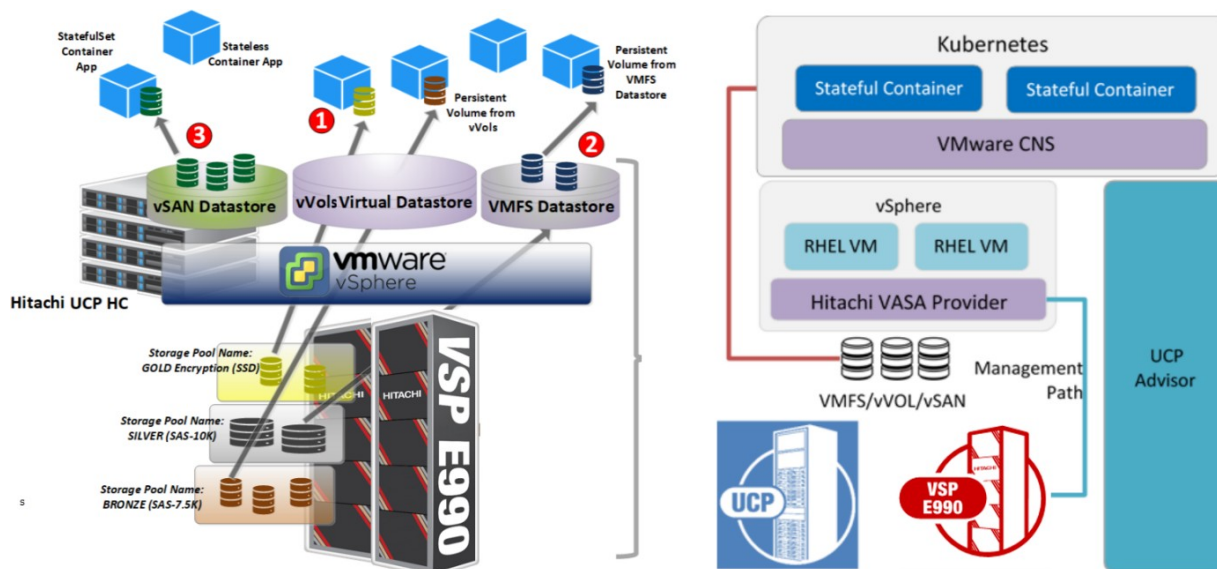 StatefulSet
Container
App
Stateless
Container App
Persistent
Volume from
VMFS
Datastore
Persistent
Volume from
vVols
1
2
3
vSAN Datastore
vVolsVirtual Datastore
VMFS Datastore
vmware
vSphere
Hitachi UCP HC
Storage Pool Name:
GOLD Encryption (SSD)
Storage Pool Name:
SILVER (SAS-10K)
Storage Pool Name:
BRONZE (SAS-7.5K)
s
HITACHI
HITACHI
VSP E990
Kubernetes
Stateful Container
Stateful Container
VMware CNS
vSphere
RHEL VM
RHEL VM
Hitachi VASA Provider
Management
Path
VMFS/vVOL/vSAN
UCP
Advisor
UCP
HITACHI
VSP
E990